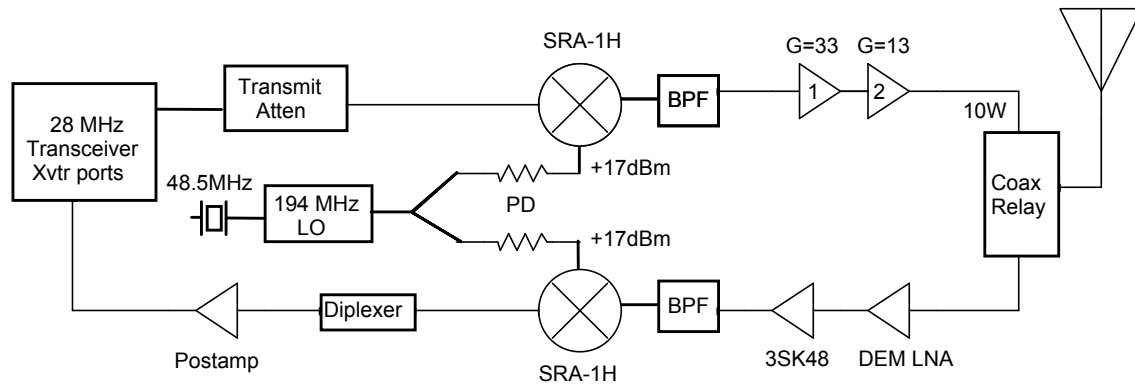 SRA-1H
G=33 G=13
Transmit
Atten
BPF
1
2
28 MHz
Transceiver
Xvtr ports
10W
+17dBm
48.5MHz
194 MHz
LO
PD
Coax
Relay
+17dBm
Diplexer
BPF
Postamp
3SK48
DEM LNA
SRA-1H